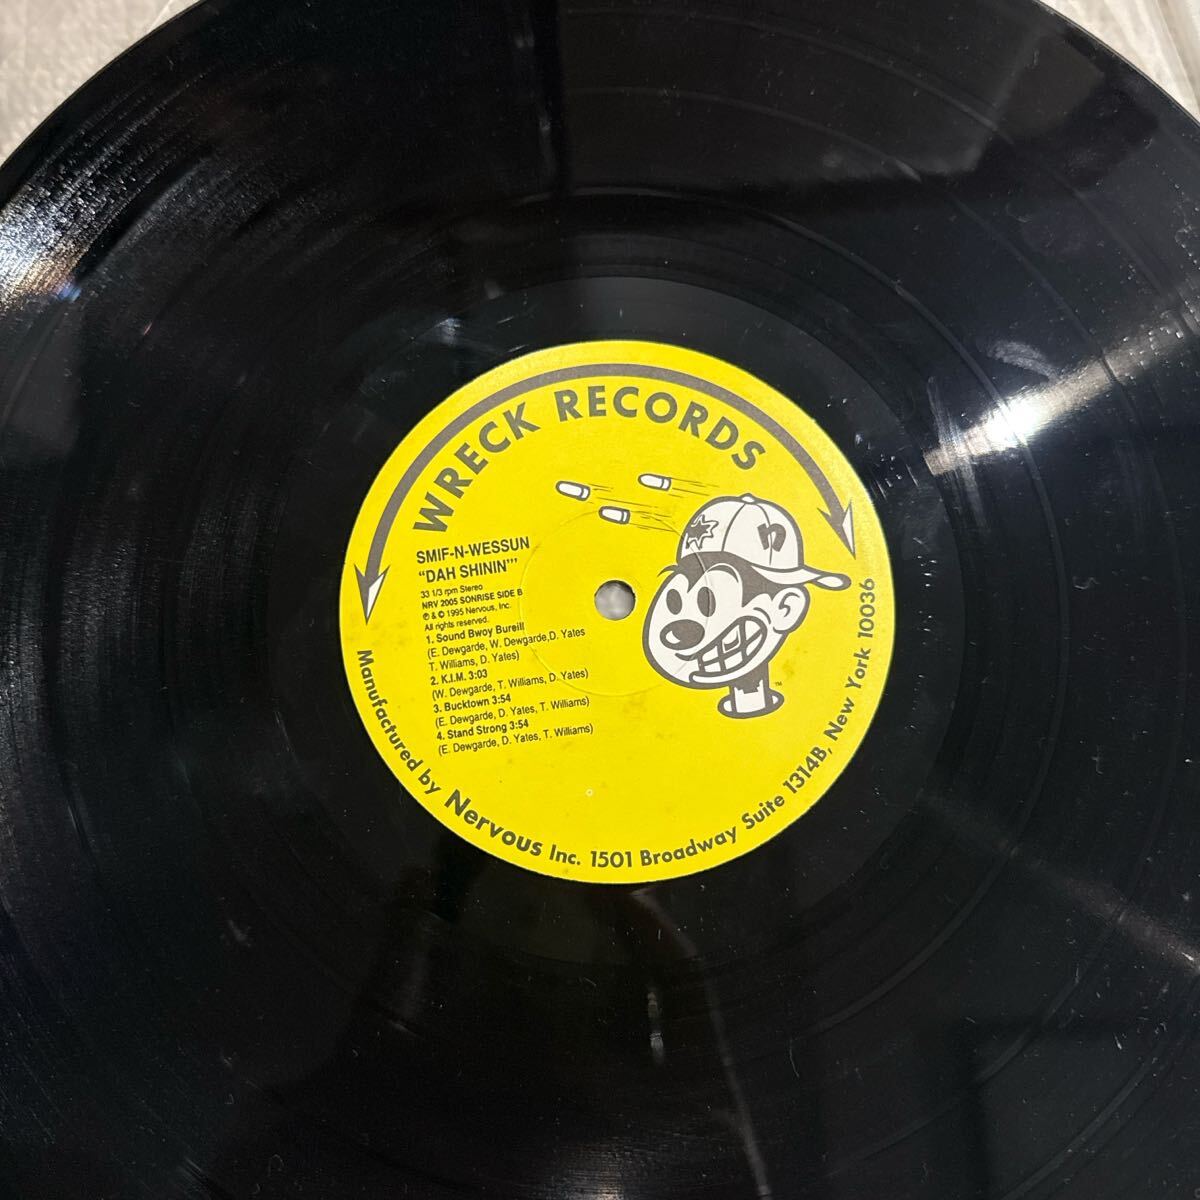 WRECK RECORDS
n
SMIF-N-WESSUN
"DAH SHININ'"
33 1/3 rpm Stereo
NRV 2005 SONRISE SIDE B
℗ & © 1995 Nervous, Inc.
All rights reserved.
1. Sound Bwoy Bureill
(E. Dewgarde, W. Dewgarde,D. Yates
T. Williams, D. Yates)
2. K.I.M. 3:03
(W. Dewgarde, T. Williams, D. Yates)
3. Bucktown 3:54
(E. Dewgarde, D. Yates, T. Williams)
4. Stand Strong 3:54
(E. Dewgarde, D. Yates, T. Williams)
TM
Manufactured by Nervous Inc. 1501 Broadway Suite 1314B, New York 10036